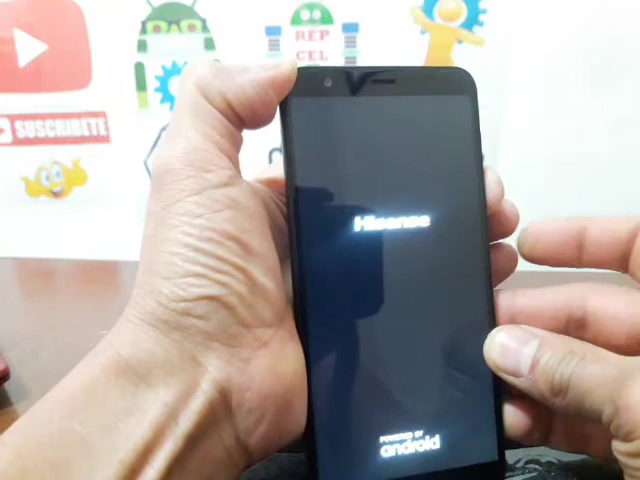 REP
CEL
SUSCRIBETE
Hisense
POWERED BY
android